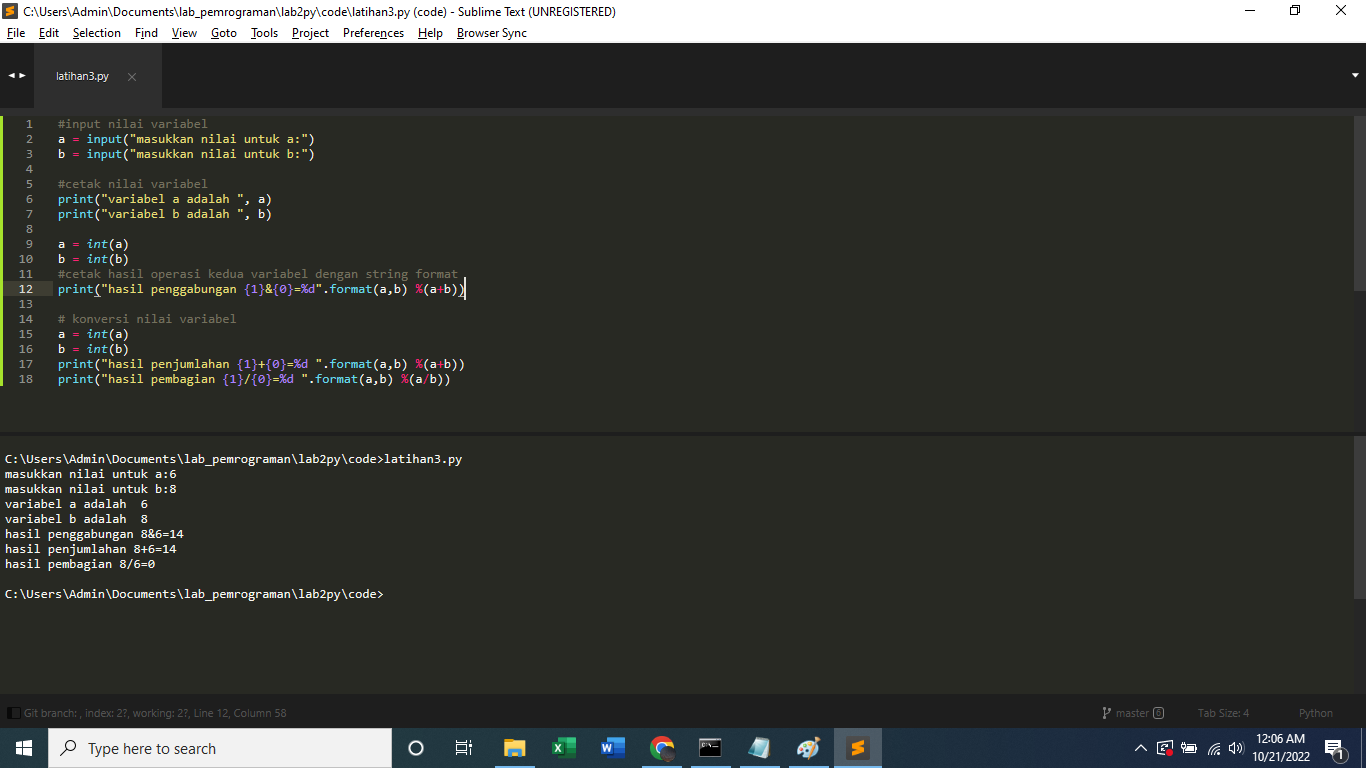 C:\Users\Admin\Documents\lab_pemrograman\lab2py\code\latihan3.py (code) - Sublime Text (UNREGISTERED)
File Edit Selection Find View Goto Tools Project Preferences Help Browser Sync
latihan3.py
1 #input nilai variabel
2 a = input("masukkan nilai untuk a:")
3 b = input("masukkan nilai untuk b:")
4
5 #cetak nilai variabel
6 print("variabel a adalah ", a)
7 print("variabel b adalah ", b)
8
9 a = int(a)
10 b = int(b)
11 #cetak hasil operasi kedua variabel dengan string format
12 print("hasil penggabungan {1}&{0}=%d".format(a,b) %(a+b))
13
14 # konversi nilai variabel
15 a = int(a)
16 b = int(b)
17 print("hasil penjumlahan {1}+{0}=%d ".format(a,b) %(a+b))
18 print("hasil pembagian {1}/{0}=%d ".format(a,b) %(a/b))
C:\Users\Admin\Documents\lab_pemrograman\lab2py\code>latihan3.py
masukkan nilai untuk a:6
masukkan nilai untuk b:8
variabel a adalah  6
variabel b adalah  8
hasil penggabungan 8&6=14
hasil penjumlahan 8+6=14
hasil pembagian 8/6=0
C:\Users\Admin\Documents\lab_pemrograman\lab2py\code>
Git branch: , index: 2?, working: 2?, Line 12, Column 58 master 6 Tab Size: 4 Python
Type here to search
12:06 AM
10/21/2022
1